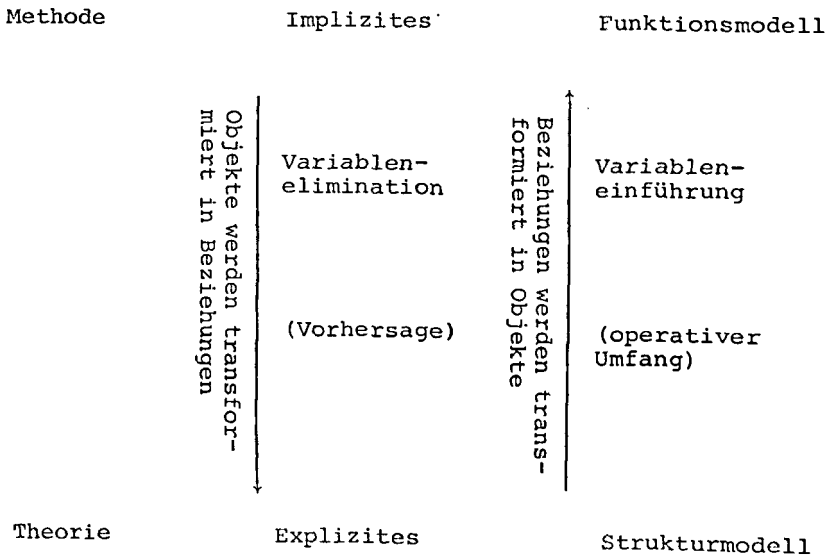 Methode Implizites Funktionsmodell
Objekte werden transfor-
miert in Beziehungen
Variablen-
elimination
(Vorhersage)
Beziehungen werden trans-
formiert in Objekte
Variablen-
einführung
(operativer
Umfang)
Theorie Explizites Strukturmodell